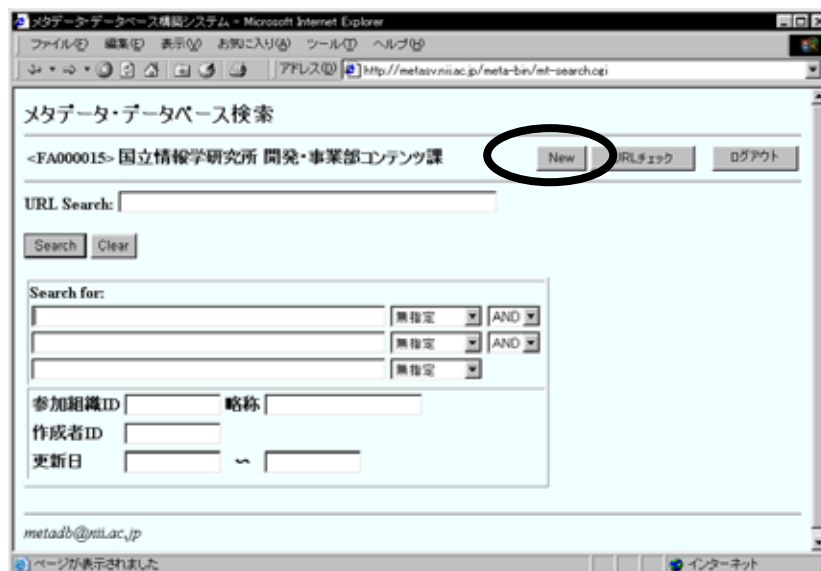 メタデータ・データベース構築システム - Microsoft Internet Explorer
ファイル(F) 編集(E) 表示(V) お気に入り(A) ツール(T) ヘルプ(H)
アドレス(D) http://metasv.nii.ac.jp/meta-bin/mt-search.cgi
メタデータ・データベース検索
<FA000015> 国立情報学研究所 開発・事業部コンテンツ課 New URLチェック ログアウト
URL Search:
Search Clear
Search for:
無指定 AND
無指定 AND
無指定
参加組織ID 略称
作成者ID
更新日 ～
metadb@nii.ac.jp
ページが表示されました インターネット